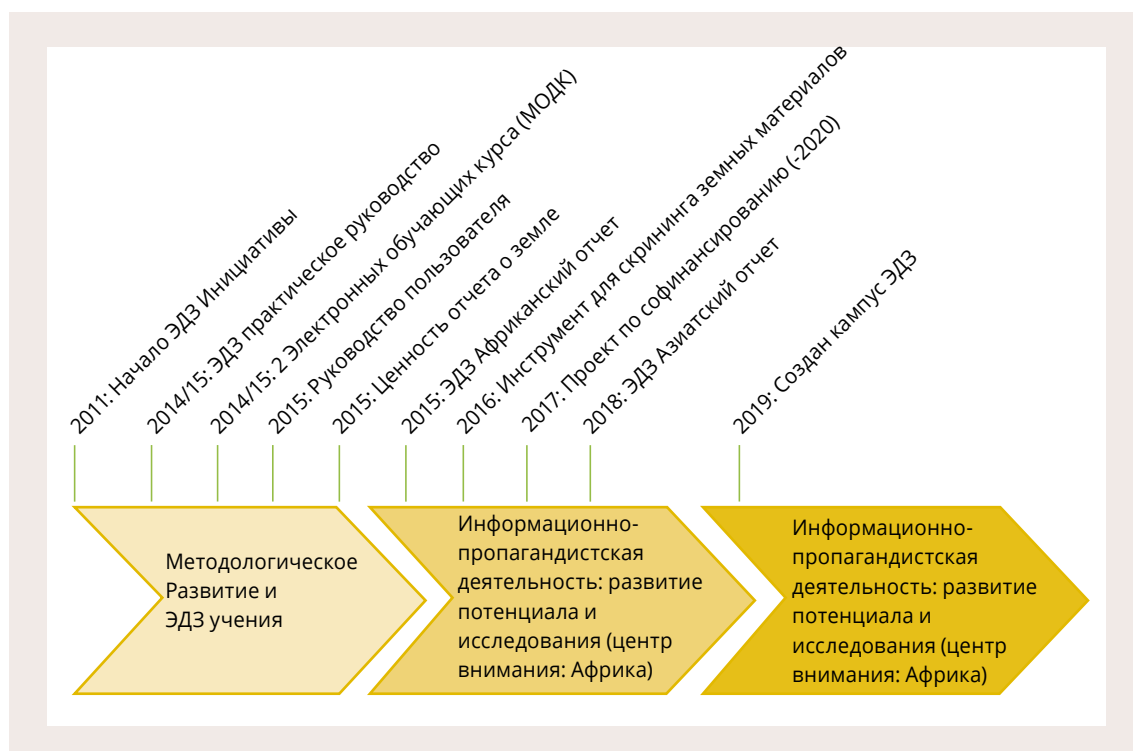 2011: Начало ЭДЗ Инициативы
2014/15: ЭДЗ практическое руководство
2014/15: 2 Электронных обучающих курса (МОДК)
2015: Руководство пользователя
2015: Ценность отчета о земле
2015: ЭДЗ Африканский отчет
2016: Инструмент для скрининга земных материалов
2017: Проект по софинансированию (-2020)
2018: ЭДЗ Азиатский отчет
2019: Создан кампус ЭДЗ
Методологическое
Развитие и
ЭДЗ учения
Информационно-
пропагандистская
деятельность: развитие
потенциала и
исследования (центр
внимания: Африка)
Информационно-
пропагандистская
деятельность: развитие
потенциала и
исследования (центр
внимания: Африка)